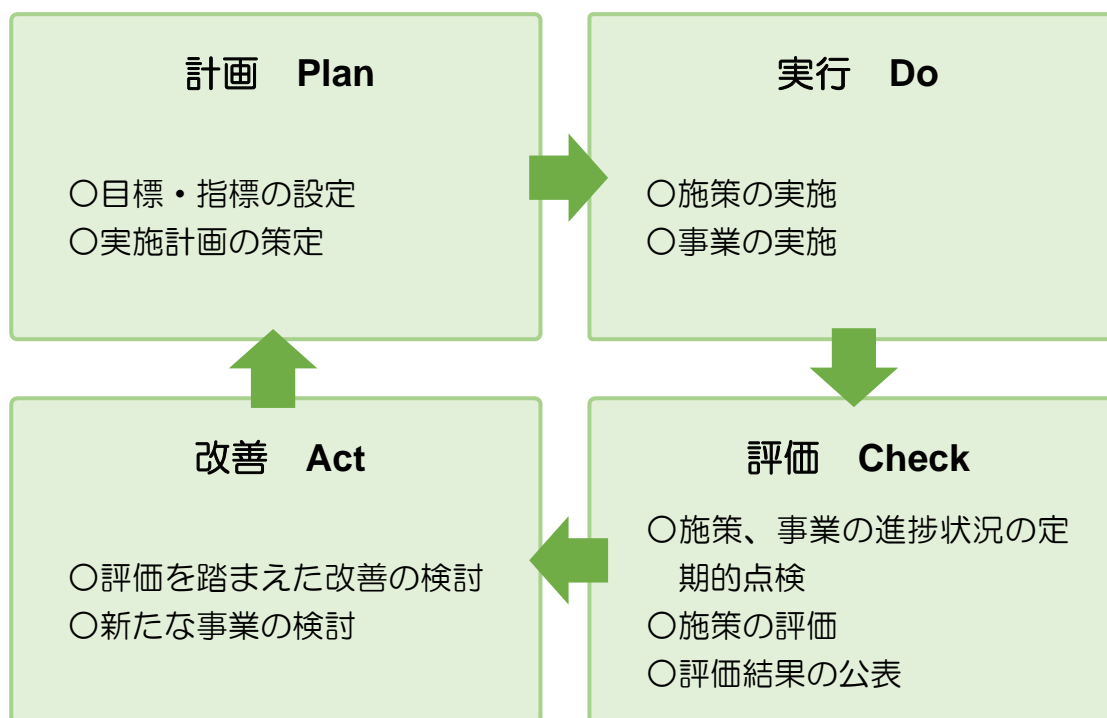 計画　Plan
〇目標・指標の設定
〇実施計画の策定
実行　Do
〇施策の実施
〇事業の実施
改善　Act
〇評価を踏まえた改善の検討
〇新たな事業の検討
評価　Check
〇施策、事業の進捗状況の定
期的点検
〇施策の評価
〇評価結果の公表